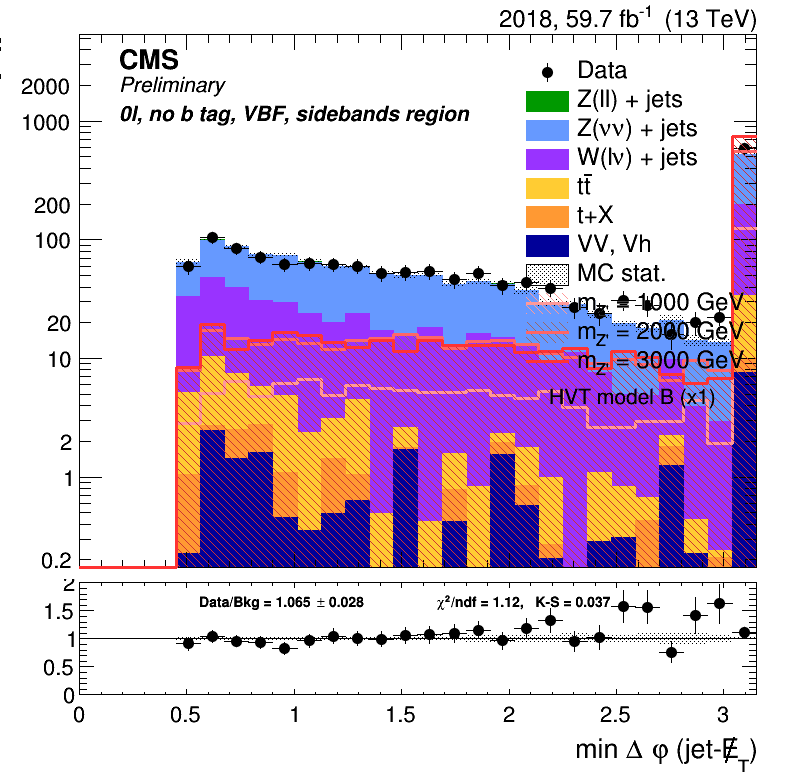 2018, 59.7 fb⁻¹ (13 TeV)
CMS
Preliminary
0l, no b tag, VBF, sidebands region
Data
Z(ll) + jets
Z(νν) + jets
W(lν) + jets
tt̄
t+X
VV, Vh
MC stat.
m_Z' = 1000 GeV
m_Z' = 2000 GeV
m_Z' = 3000 GeV
HVT model B (x1)
2000
1000
200
100
20
10
2
1
0.2
Data/Bkg = 1.065 ± 0.028 χ²/ndf = 1.12, K-S = 0.037
2
1.5
1
0.5
0
0 0.5 1 1.5 2 2.5 3
min Δ φ (jet-E̸_T)